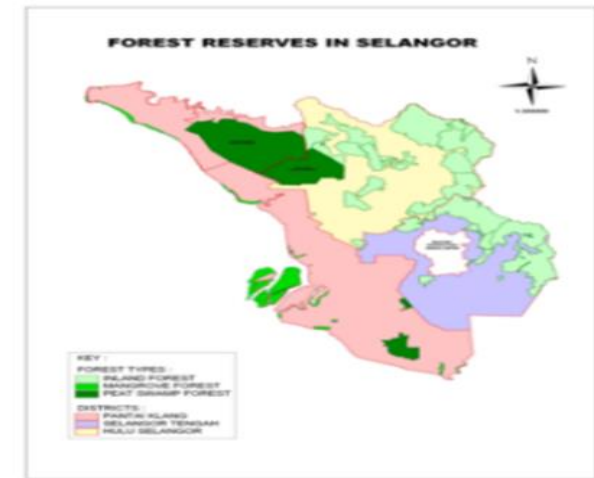 FOREST RESERVES IN SELANGOR
N
KEY :
FOREST TYPES :
INLAND FOREST
MANGROVE FOREST
PEAT SWAMP FOREST
DISTRICTS :
PANTAI KLANG
SELANGOR TENGAH
HULU SELANGOR